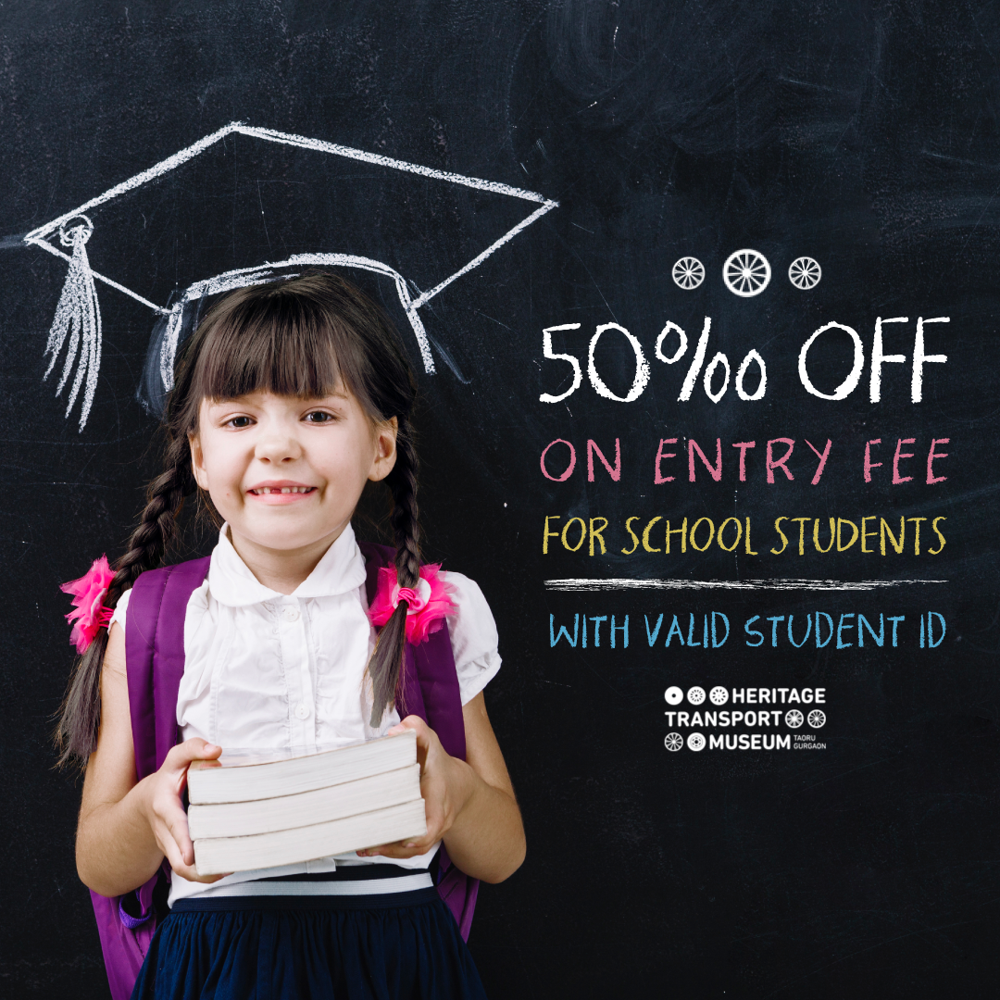 50‰ OFF
ON ENTRY FEE
FOR SCHOOL STUDENTS
WITH VALID STUDENT ID
HERITAGE
TRANSPORT
MUSEUM TAORU
GURGAON